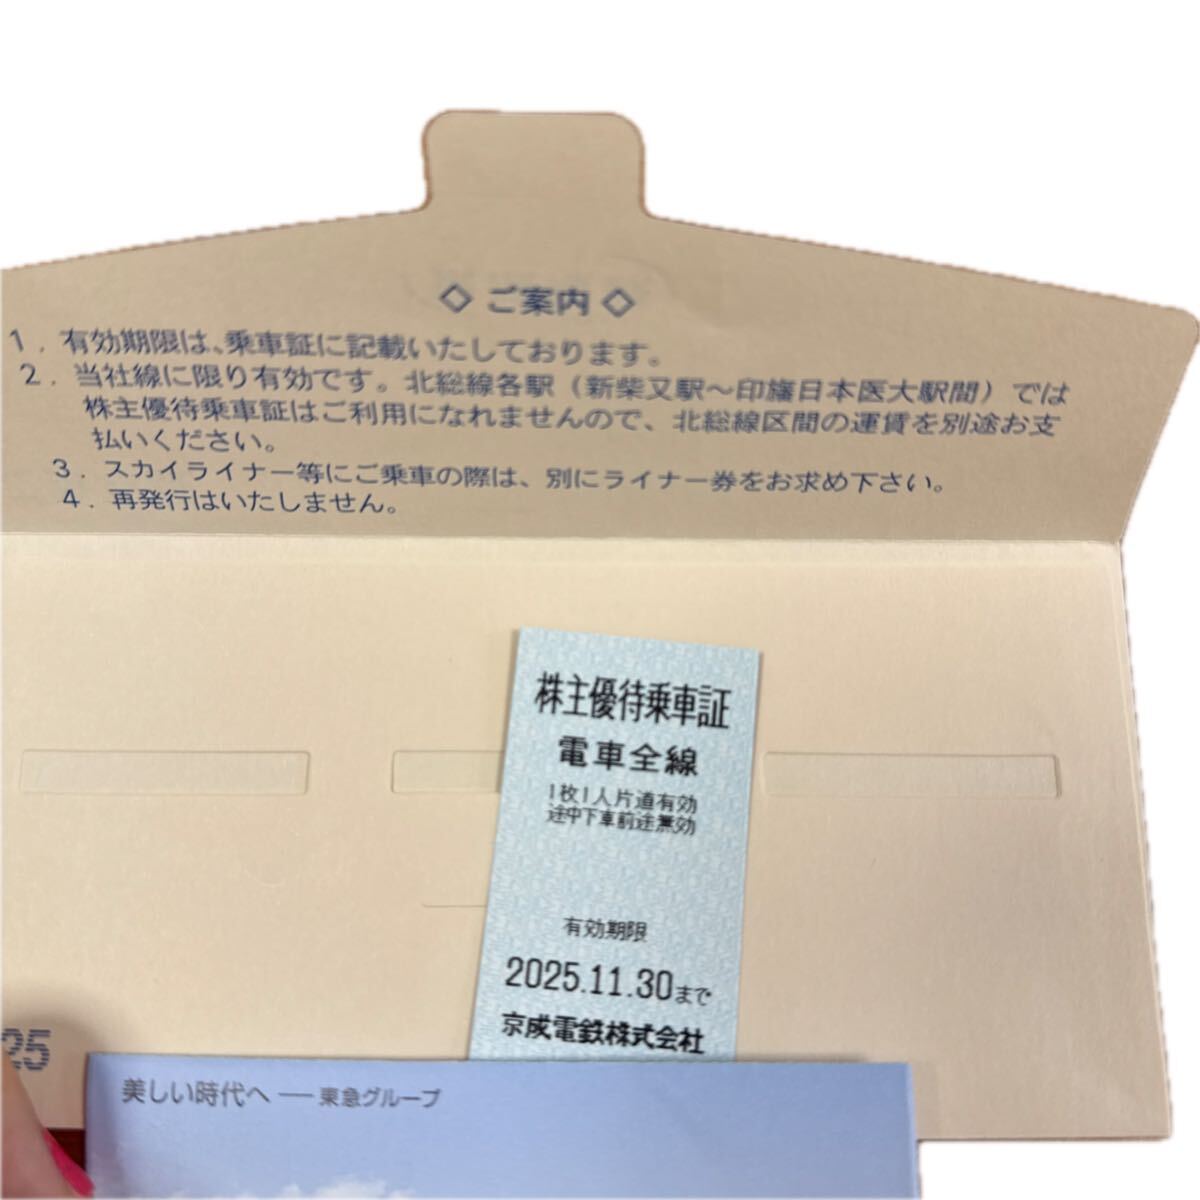 ◇ ご案内 ◇
1．有効期限は、乗車証に記載いたしております。
2．当社線に限り有効です。北総線各駅（新柴又駅～印旛日本医大駅間）では
株主優待乗車証はご利用になれませんので、北総線区間の運賃を別途お支
払いください。
3．スカイライナー等にご乗車の際は、別にライナー券をお求め下さい。
4．再発行はいたしません。
株主優待乗車証
電車全線
1枚1人片道有効
途中下車前途無効
有効期限
2025.11.30まで
京成電鉄株式会社
25
美しい時代へ ── 東急グループ